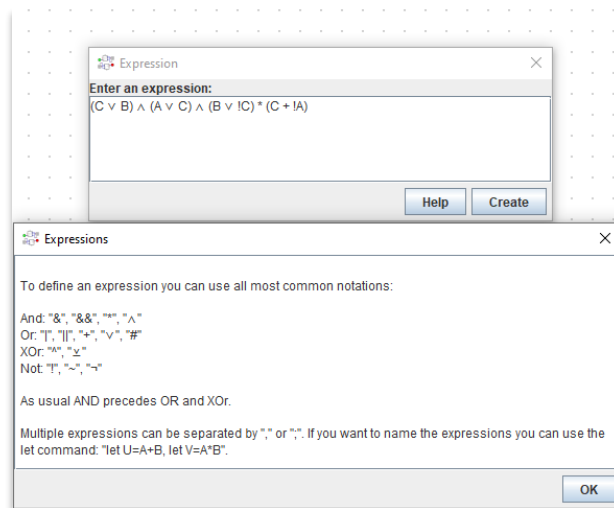 Expression
Enter an expression:
(C ∨ B) ∧ (A ∨ C) ∧ (B ∨ !C) * (C + !A)
Help
Create
Expressions
To define an expression you can use all most common notations:
And: "&", "&&", "*", "∧"
Or: "|", "||", "+", "∨", "#"
XOr: "^", "⊻"
Not: "!", "~", "¬"
As usual AND precedes OR and XOr.
Multiple expressions can be separated by "," or ";". If you want to name the expressions you can use the
let command: "let U=A+B, let V=A*B".
OK